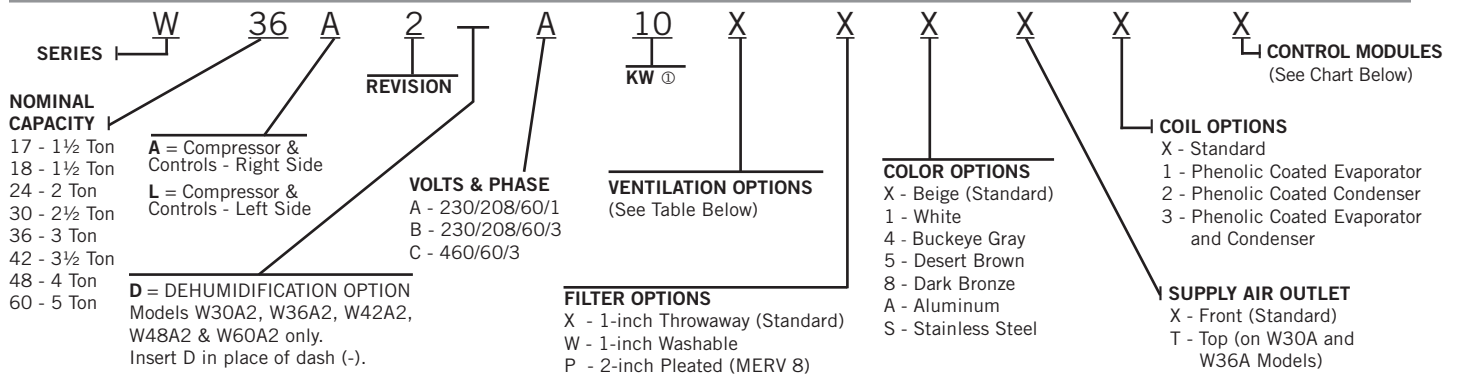 W 36 A 2 — A 10 X X X X X X
SERIES
NOMINAL
CAPACITY
17 - 1½ Ton
18 - 1½ Ton
24 - 2 Ton
30 - 2½ Ton
36 - 3 Ton
42 - 3½ Ton
48 - 4 Ton
60 - 5 Ton
A = Compressor &
Controls - Right Side
L = Compressor &
Controls - Left Side
REVISION
D = DEHUMIDIFICATION OPTION
Models W30A2, W36A2, W42A2,
W48A2 & W60A2 only.
Insert D in place of dash (-).
VOLTS & PHASE
A - 230/208/60/1
B - 230/208/60/3
C - 460/60/3
KW ①
VENTILATION OPTIONS
(See Table Below)
FILTER OPTIONS
X - 1-inch Throwaway (Standard)
W - 1-inch Washable
P - 2-inch Pleated (MERV 8)
COLOR OPTIONS
X - Beige (Standard)
1 - White
4 - Buckeye Gray
5 - Desert Brown
8 - Dark Bronze
A - Aluminum
S - Stainless Steel
SUPPLY AIR OUTLET
X - Front (Standard)
T - Top (on W30A and
W36A Models)
COIL OPTIONS
X - Standard
1 - Phenolic Coated Evaporator
2 - Phenolic Coated Condenser
3 - Phenolic Coated Evaporator
and Condenser
CONTROL MODULES
(See Chart Below)